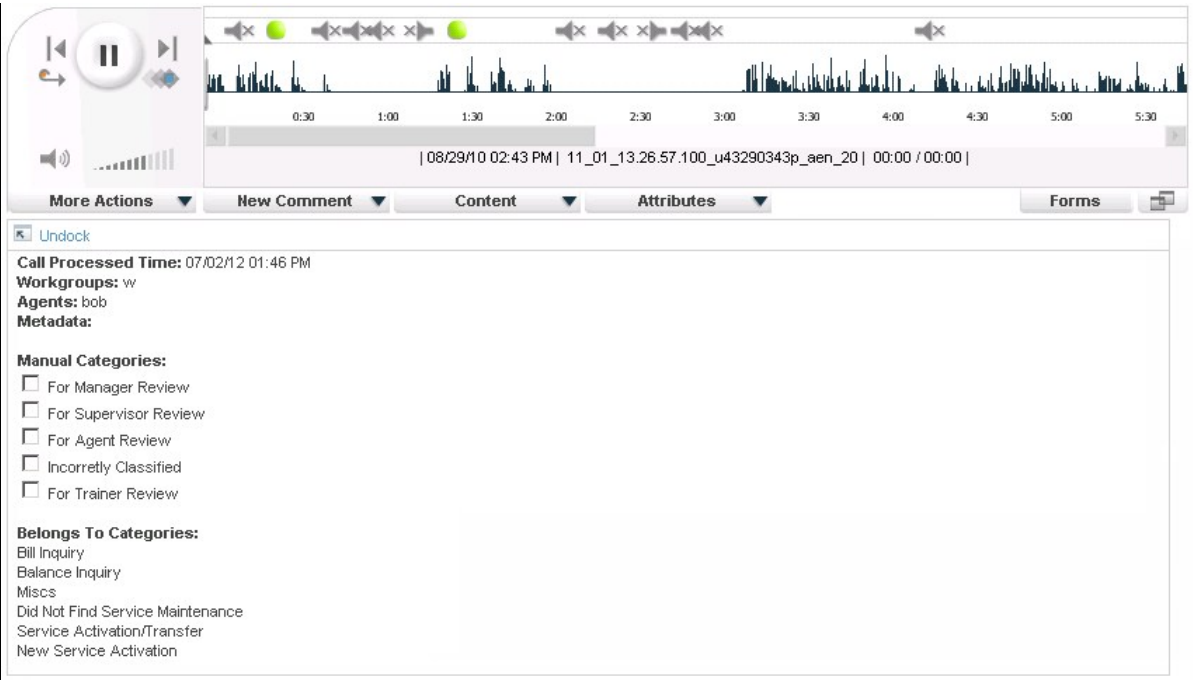 0:30 1:00 1:30 2:00 2:30 3:00 3:30 4:00 4:30 5:00 5:30
| 08/29/10 02:43 PM | 11_01_13.26.57.100_u43290343p_aen_20 | 00:00 / 00:00 |
More Actions New Comment Content Attributes Forms
Undock
Call Processed Time: 07/02/12 01:46 PM
Workgroups: w
Agents: bob
Metadata:
Manual Categories:
For Manager Review
For Supervisor Review
For Agent Review
Incorretly Classified
For Trainer Review
Belongs To Categories:
Bill Inquiry
Balance Inquiry
Miscs
Did Not Find Service Maintenance
Service Activation/Transfer
New Service Activation